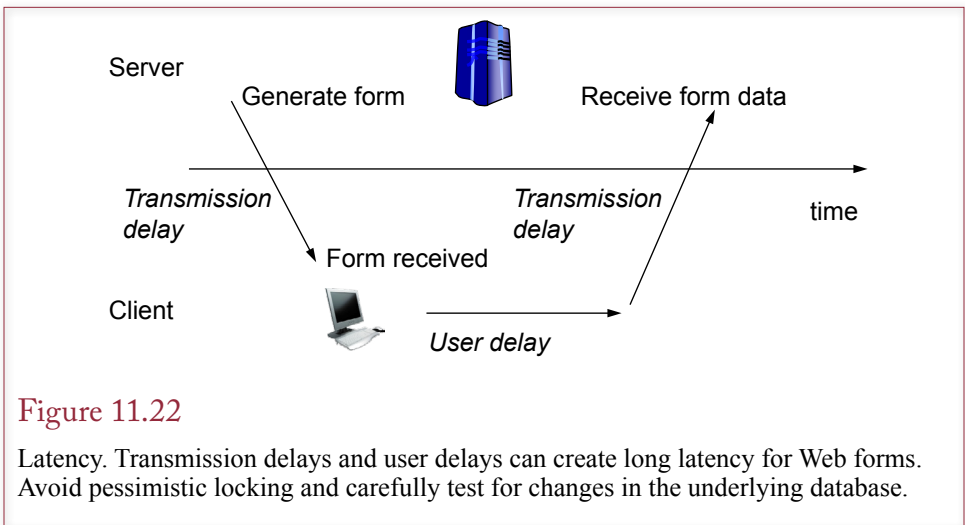 Server
Generate form
Receive form data
Transmission
delay
Transmission
delay
time
Form received
Client
User delay
Figure 11.22
Latency. Transmission delays and user delays can create long latency for Web forms.
Avoid pessimistic locking and carefully test for changes in the underlying database.